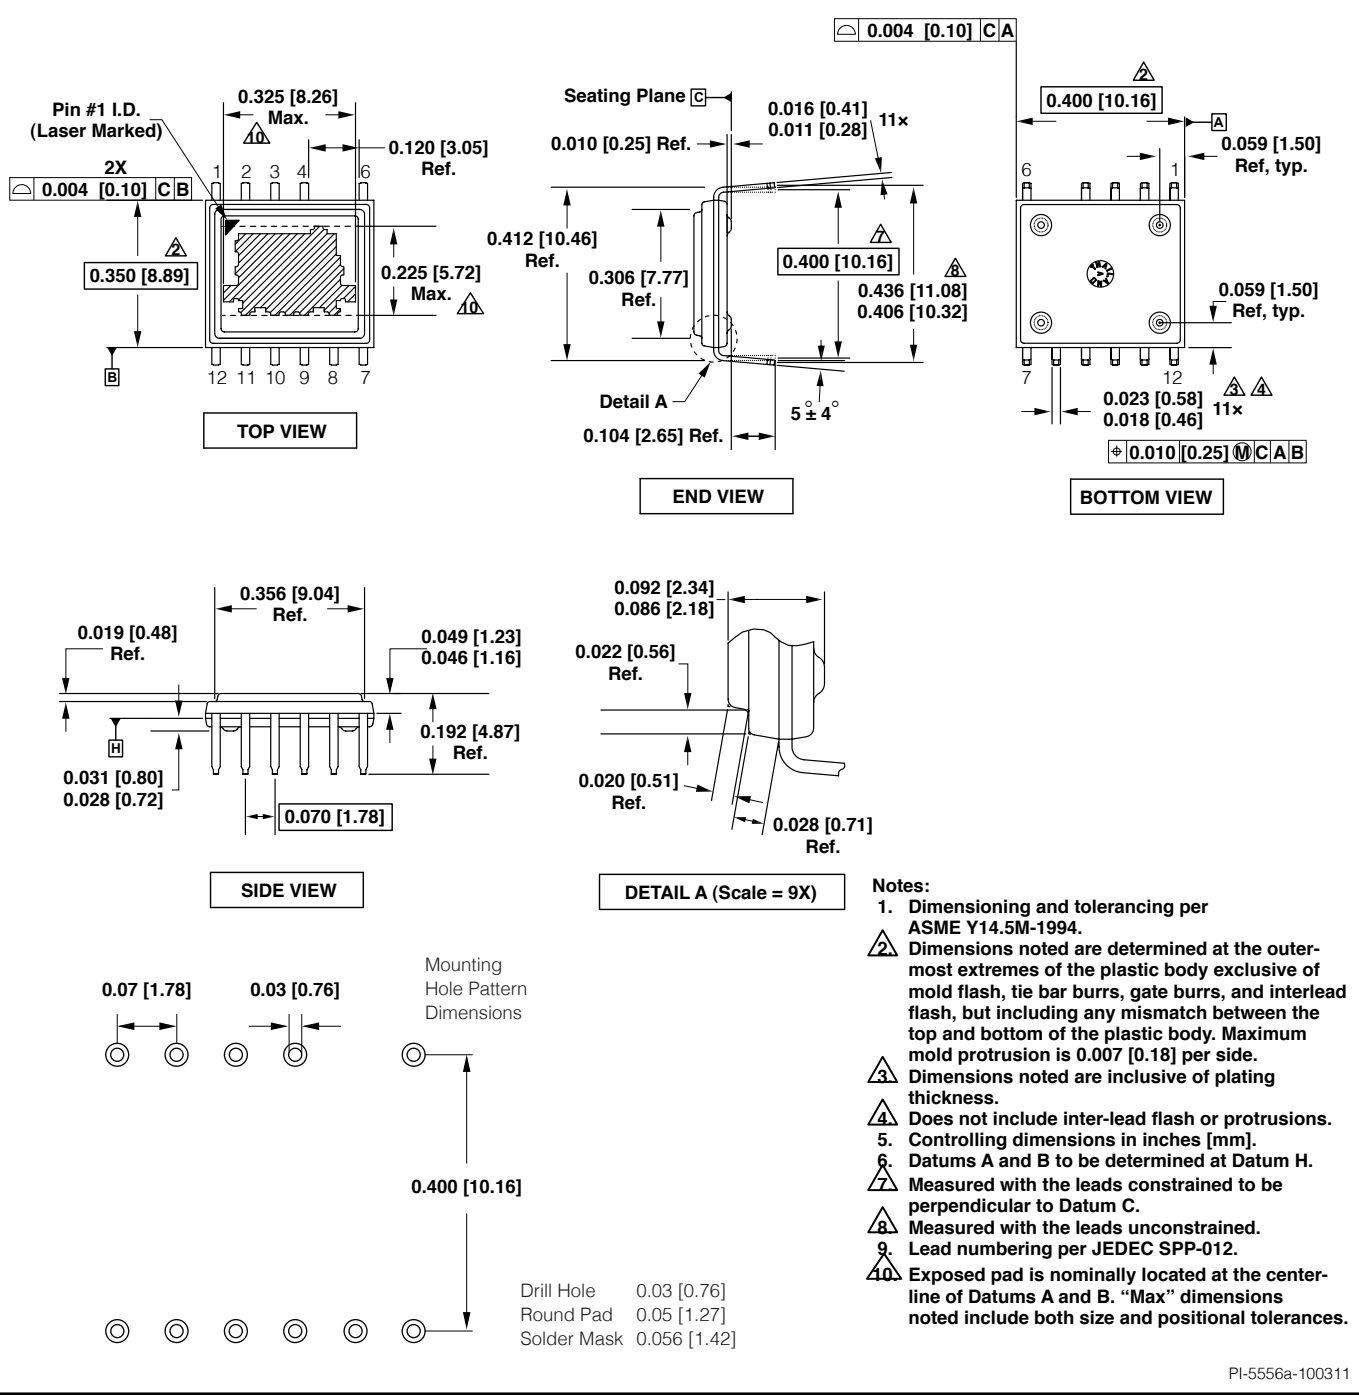 ⌓ 0.004 [0.10] C A
Pin #1 I.D.
(Laser Marked)
0.325 [8.26]
Max.
10
0.120 [3.05]
Ref.
2X
⌓ 0.004 [0.10] C B
1 2 3 4 6
2
0.350 [8.89]
0.225 [5.72]
Max.
10
B
12 11 10 9 8 7
TOP VIEW
Seating Plane C
0.010 [0.25] Ref.
0.016 [0.41]
0.011 [0.28]
11×
0.412 [10.46]
Ref.
0.306 [7.77]
Ref.
7
0.400 [10.16]
8
0.436 [11.08]
0.406 [10.32]
Detail A
5°± 4°
0.104 [2.65] Ref.
END VIEW
2
0.400 [10.16]
A
0.059 [1.50]
Ref, typ.
6 1
0.059 [1.50]
Ref, typ.
7 12
3 4
0.023 [0.58]
0.018 [0.46]
11×
⌖ 0.010 [0.25] Ⓜ C A B
BOTTOM VIEW
0.356 [9.04]
Ref.
0.019 [0.48]
Ref.
0.049 [1.23]
0.046 [1.16]
0.192 [4.87]
Ref.
H
0.031 [0.80]
0.028 [0.72]
0.070 [1.78]
SIDE VIEW
0.092 [2.34]
0.086 [2.18]
0.022 [0.56]
Ref.
0.020 [0.51]
Ref.
0.028 [0.71]
Ref.
DETAIL A (Scale = 9X)
Notes:
1. Dimensioning and tolerancing per
ASME Y14.5M-1994.
2. Dimensions noted are determined at the outer-
most extremes of the plastic body exclusive of
mold flash, tie bar burrs, gate burrs, and interlead
flash, but including any mismatch between the
top and bottom of the plastic body. Maximum
mold protrusion is 0.007 [0.18] per side.
3. Dimensions noted are inclusive of plating
thickness.
4. Does not include inter-lead flash or protrusions.
5. Controlling dimensions in inches [mm].
6. Datums A and B to be determined at Datum H.
7. Measured with the leads constrained to be
perpendicular to Datum C.
8. Measured with the leads unconstrained.
9. Lead numbering per JEDEC SPP-012.
10. Exposed pad is nominally located at the center-
line of Datums A and B. “Max” dimensions
noted include both size and positional tolerances.
Mounting
Hole Pattern
Dimensions
0.07 [1.78]
0.03 [0.76]
0.400 [10.16]
Drill Hole 0.03 [0.76]
Round Pad 0.05 [1.27]
Solder Mask 0.056 [1.42]
PI-5556a-100311